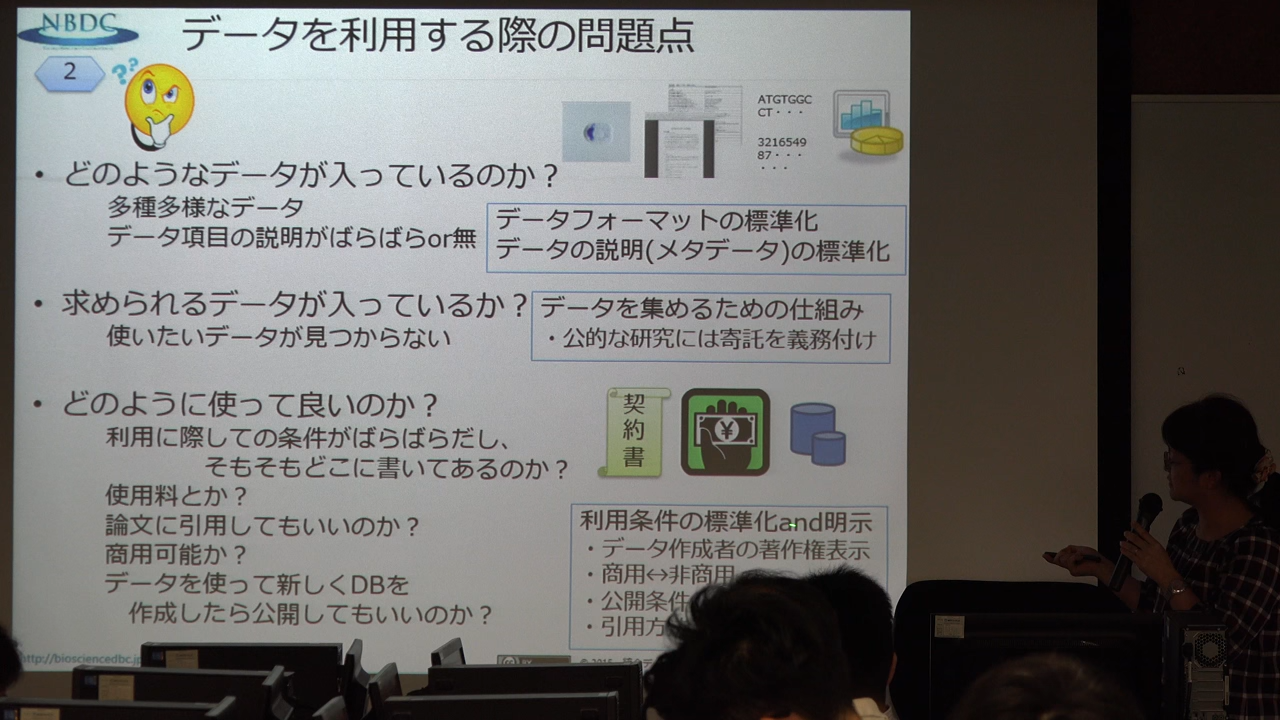 NBDC
データを利用する際の問題点
2
??
ATGTGGC
CT・・・
3216549
87・・・
・・・
・どのようなデータが入っているのか？
多種多様なデータ
データ項目の説明がばらばらor無
データフォーマットの標準化
データの説明(メタデータ)の標準化
・求められるデータが入っているか？
使いたいデータが見つからない
データを集めるための仕組み
・公的な研究には寄託を義務付け
・どのように使って良いのか？
契約書
¥
利用に際しての条件がばらばらだし、
そもそもどこに書いてあるのか？
使用料とか？
論文に引用してもいいのか？
商用可能か？
データを使って新しくDBを
作成したら公開してもいいのか？
利用条件の標準化and明示
・データ作成者の著作権表示
・商用↔非商用
・公開条件
・引用方
http://biosciencedbc.jp
cc BY